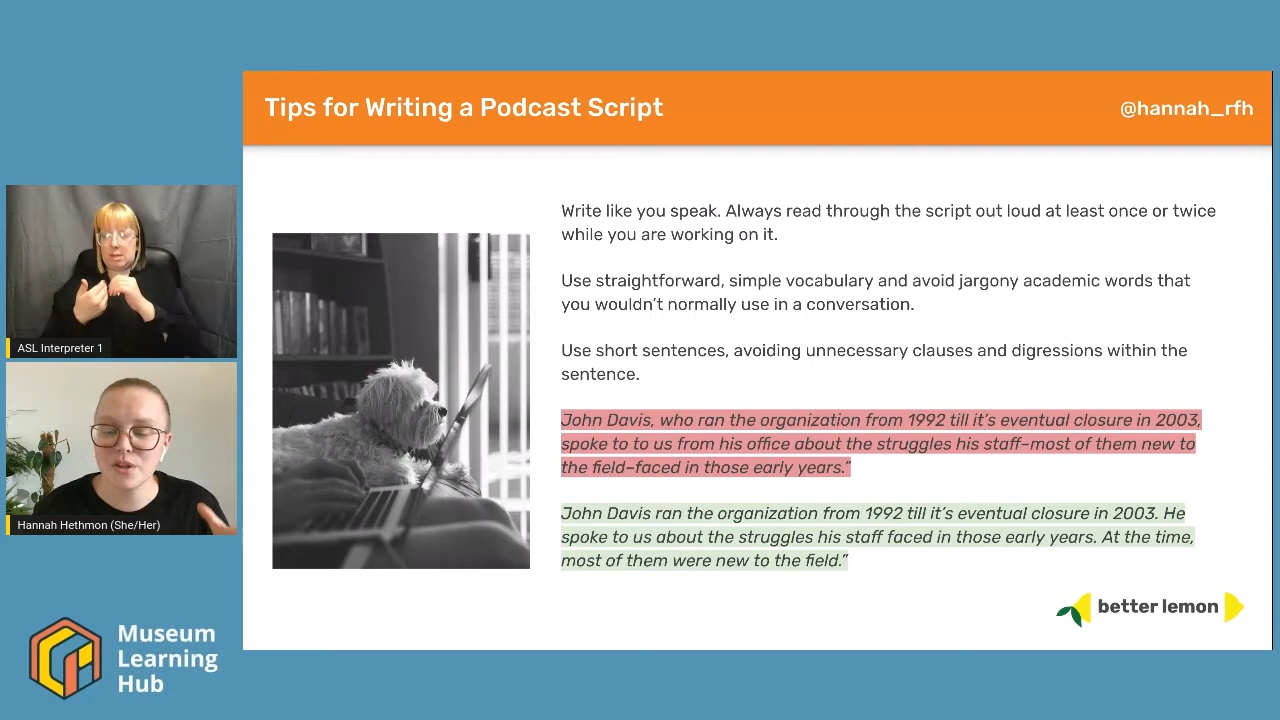 Tips for Writing a Podcast Script
@hannah_rfh
Write like you speak. Always read through the script out loud at least once or twice
while you are working on it.
Use straightforward, simple vocabulary and avoid jargony academic words that
you wouldn't normally use in a conversation.
Use short sentences, avoiding unnecessary clauses and digressions within the
sentence.
John Davis, who ran the organization from 1992 till it's eventual closure in 2003,
spoke to to us from his office about the struggles his staff–most of them new to
the field–faced in those early years."
John Davis ran the organization from 1992 till it's eventual closure in 2003. He
spoke to us about the struggles his staff faced in those early years. At the time,
most of them were new to the field."
better lemon
ASL Interpreter 1
Hannah Hethmon (She/Her)
Museum
Learning
Hub